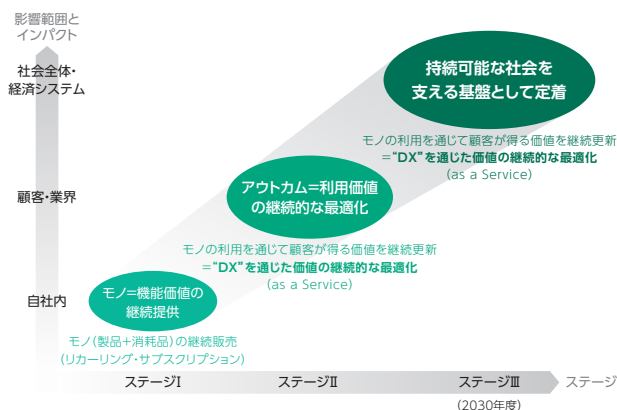 影響範囲と
インパクト
社会全体・
経済システム
持続可能な社会を
支える基盤として定着
モノの利用を通じて顧客が得る価値を継続更新
＝“DX”を通じた価値の継続的な最適化
(as a Service)
顧客・業界
アウトカム＝利用価値
の継続的な最適化
モノの利用を通じて顧客が得る価値を継続更新
＝“DX”を通じた価値の継続的な最適化
(as a Service)
自社内
モノ＝機能価値の
継続提供
モノ（製品＋消耗品）の継続販売
（リカーリング・サブスクリプション）
ステージⅠ
ステージⅡ
ステージⅢ
ステージ
(2030年度)